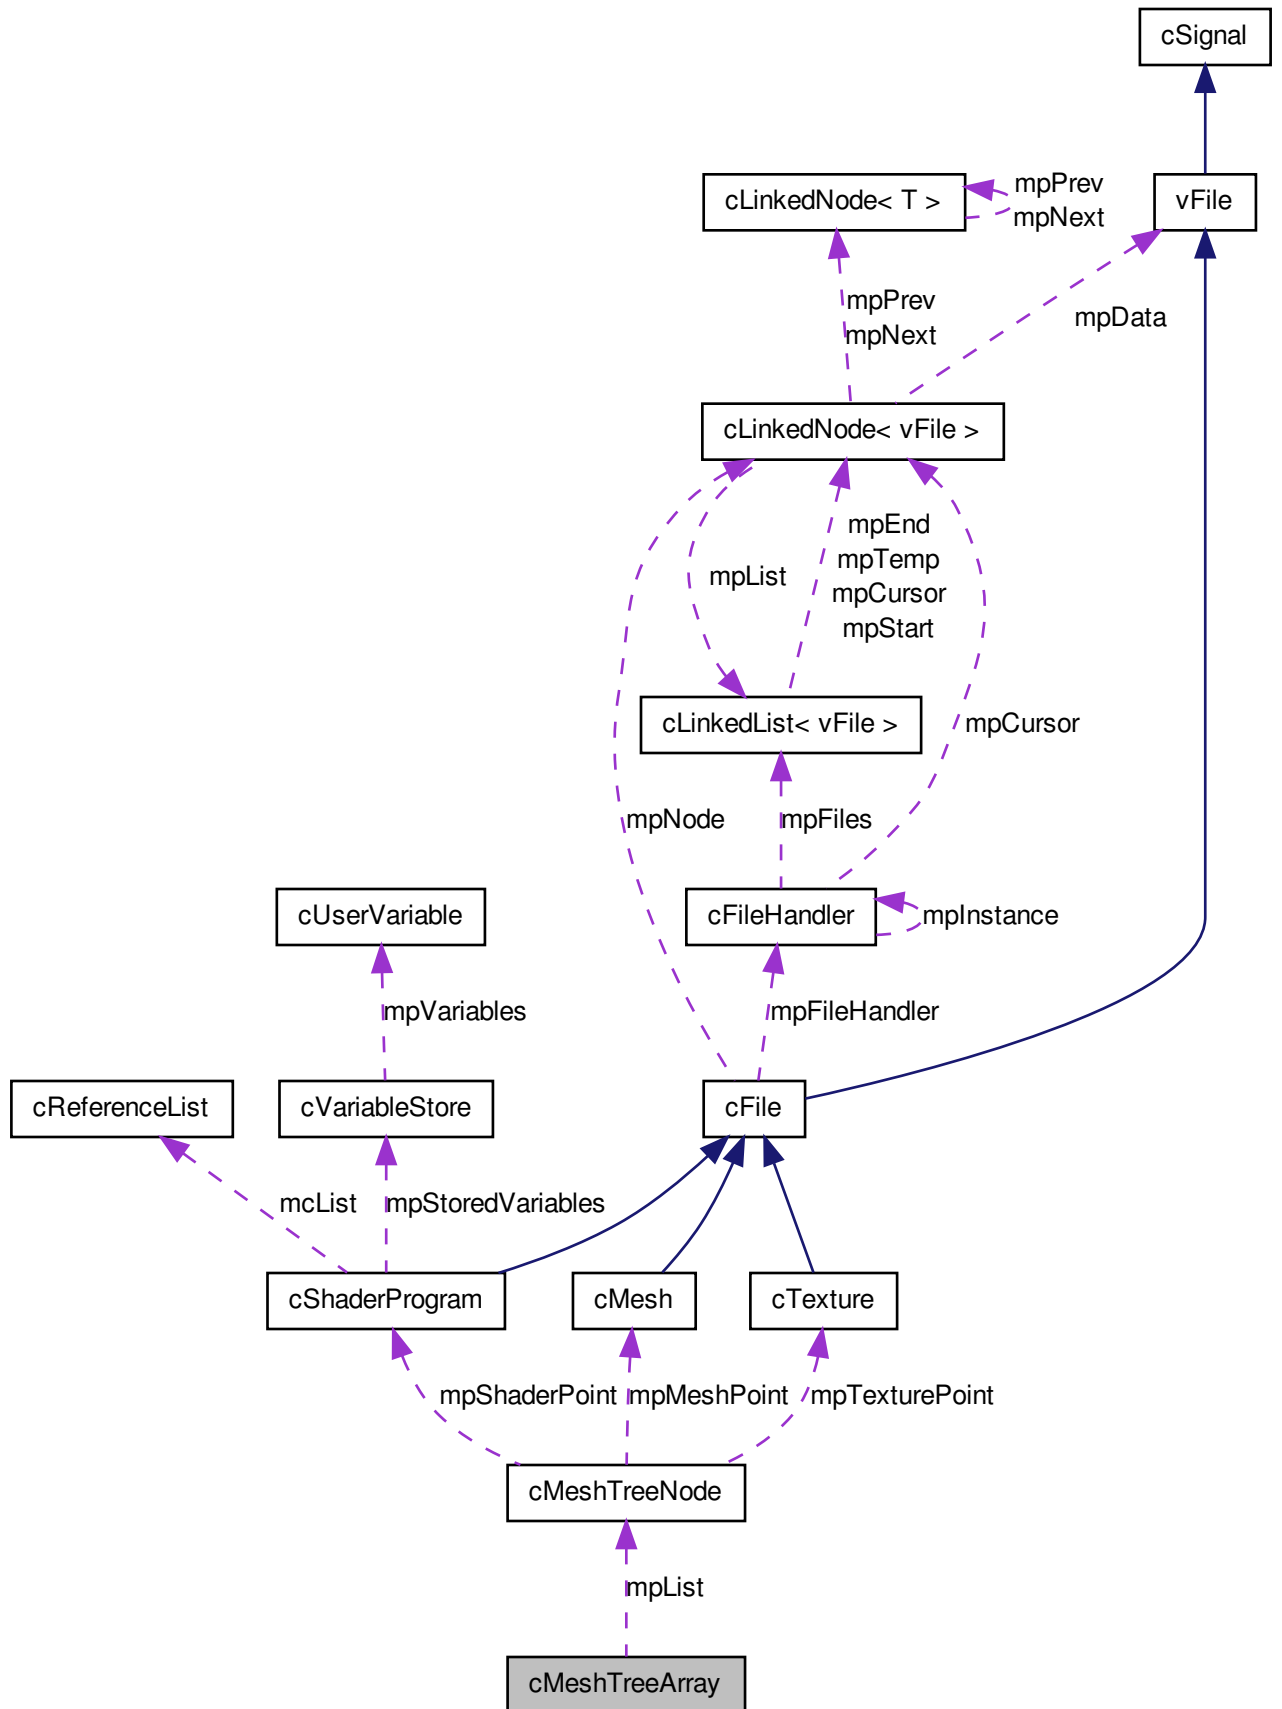 cSignal
cLinkedNode< T >
mpPrev
mpNext
vFile
mpPrev
mpNext
mpData
cLinkedNode< vFile >
mpList
mpEnd
mpTemp
mpCursor
mpStart
cLinkedList< vFile >
mpCursor
mpNode
mpFiles
cUserVariable
cFileHandler
mpInstance
mpVariables
mpFileHandler
cReferenceList
cVariableStore
cFile
mcList
mpStoredVariables
cShaderProgram
cMesh
cTexture
mpShaderPoint
mpMeshPoint
mpTexturePoint
cMeshTreeNode
mpList
cMeshTreeArray